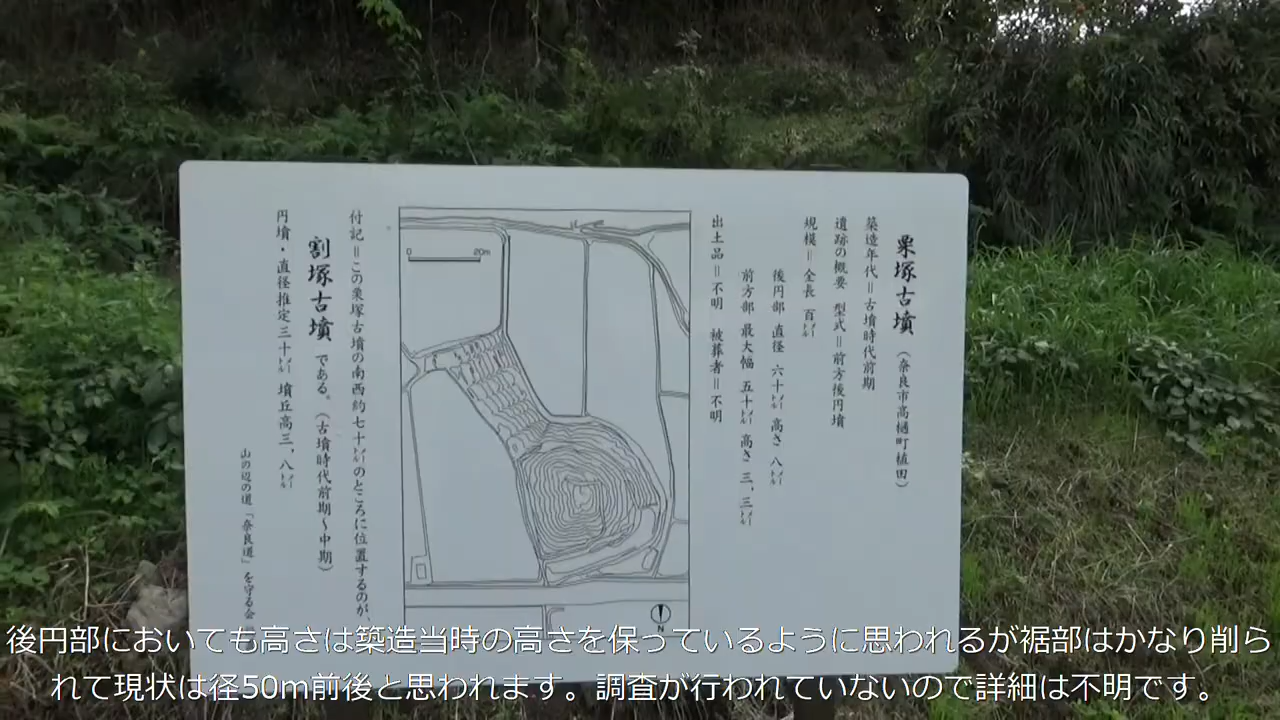 栗塚古墳（奈良市高樋町植田）
築造年代＝古墳時代前期
遺跡の概要　型式＝前方後円墳
規模＝全長　百㍍
後円部　直径　六十㍍　高さ　八㍍
前方部　最大幅　五十㍍　高さ　三、三㍍
出土品＝不明　被葬者＝不明
0 20m
N
付記＝この栗塚古墳の南西約七十㍍のところに位置するのが、
割塚古墳である。（古墳時代前期～中期）
円墳・直径推定三十㍍　墳丘高三、八㍍
山の辺の道「奈良道」を守る会
後円部においても高さは築造当時の高さを保っているように思われるが裾部はかなり削ら
れて現状は径50m前後と思われます。調査が行われていないので詳細は不明です。